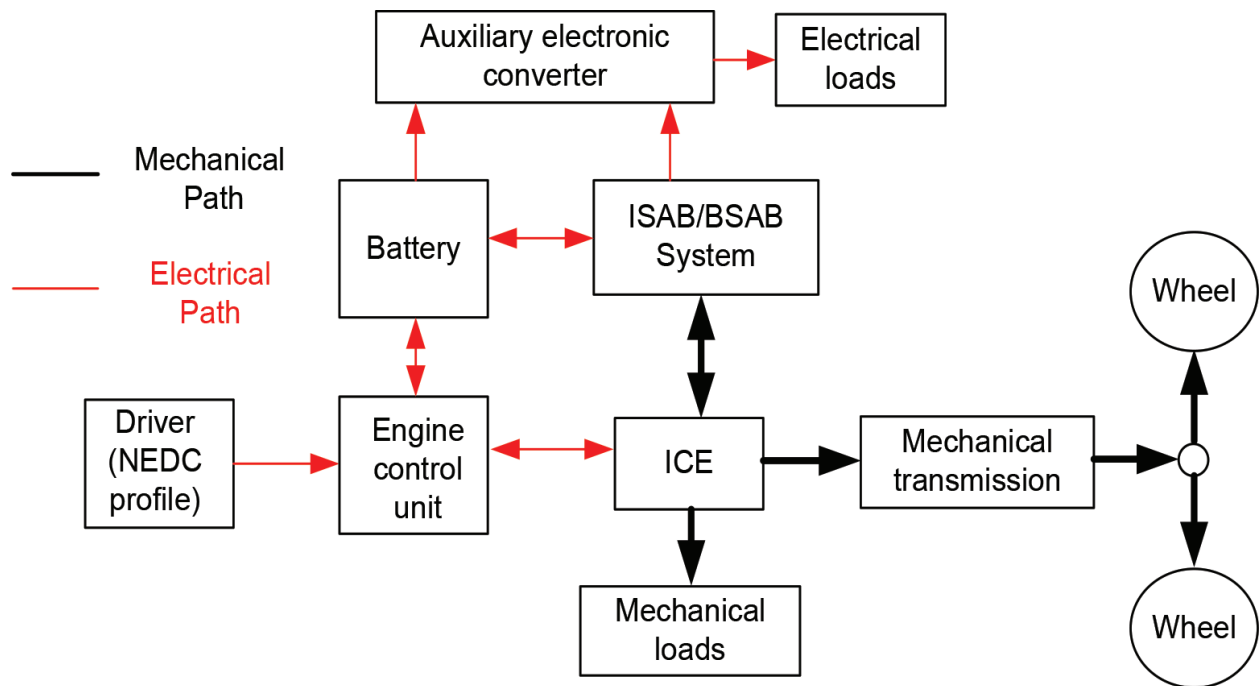 Auxiliary electronic
converter
Electrical
loads
Mechanical
Path
Electrical
Path
Battery
ISAB/BSAB
System
Wheel
Driver
(NEDC
profile)
Engine
control
unit
ICE
Mechanical
transmission
Mechanical
loads
Wheel